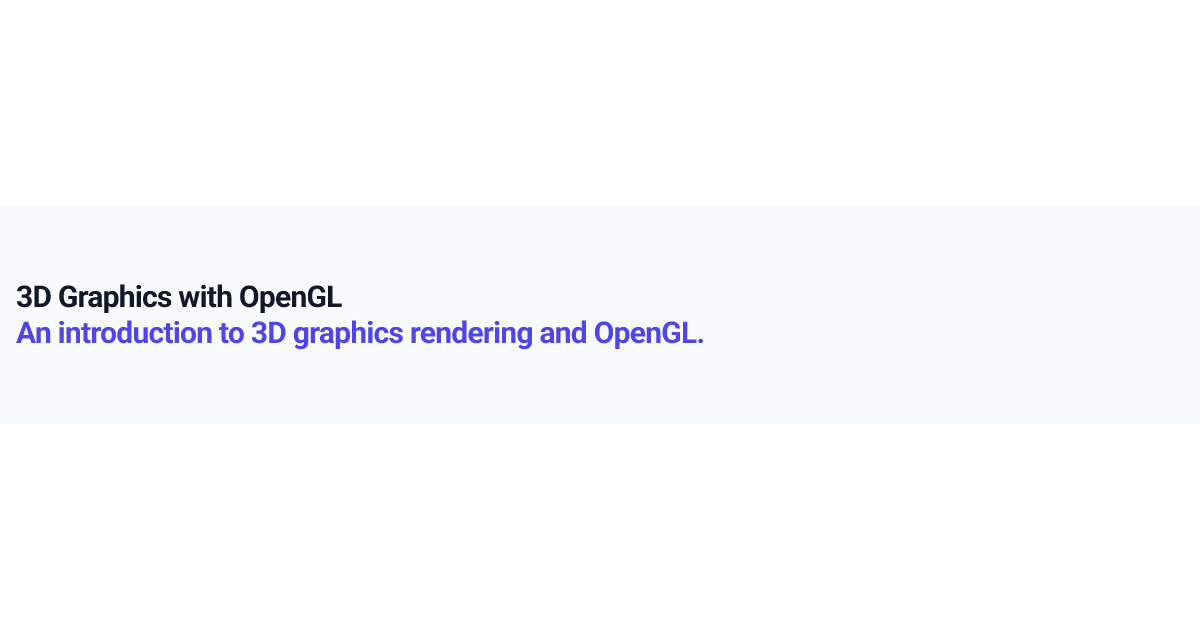 3D Graphics with OpenGL
An introduction to 3D graphics rendering and OpenGL.